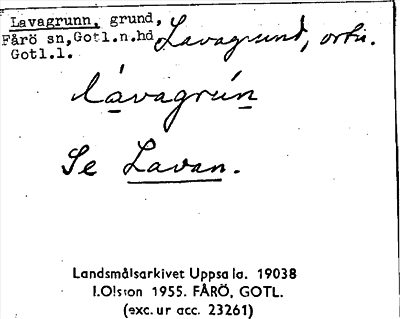 Lavagrunn, grund,
Fårö sn, Gotl.n.hd Lavagrund, ortn.
Gotl.l.
lávagrún
Se Lavan.
Landsmålsarkivet Uppsala. 19038
I.Olsson 1955. FÅRÖ, GOTL.
(exc. ur acc. 23261)